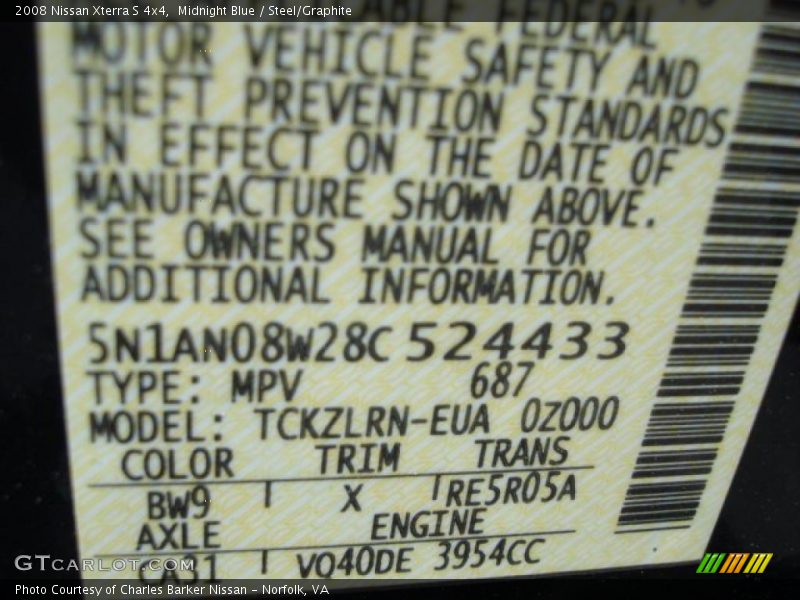 2008 Nissan Xterra S 4x4,  Midnight Blue / Steel/Graphite
FEDERAL
MOTOR VEHICLE SAFETY AND
THEFT PREVENTION STANDARDS
IN EFFECT ON THE DATE OF
MANUFACTURE SHOWN ABOVE.
SEE OWNERS MANUAL FOR
ADDITIONAL INFORMATION.
5N1AN08W28C524433
TYPE: MPV 687
MODEL: TCKZLRN-EUA 0Z000
COLOR TRIM TRANS
BW9 X RE5R05A
AXLE ENGINE
CA31 VQ40DE 3954CC
GTcarlot.com
Photo Courtesy of Charles Barker Nissan - Norfolk, VA